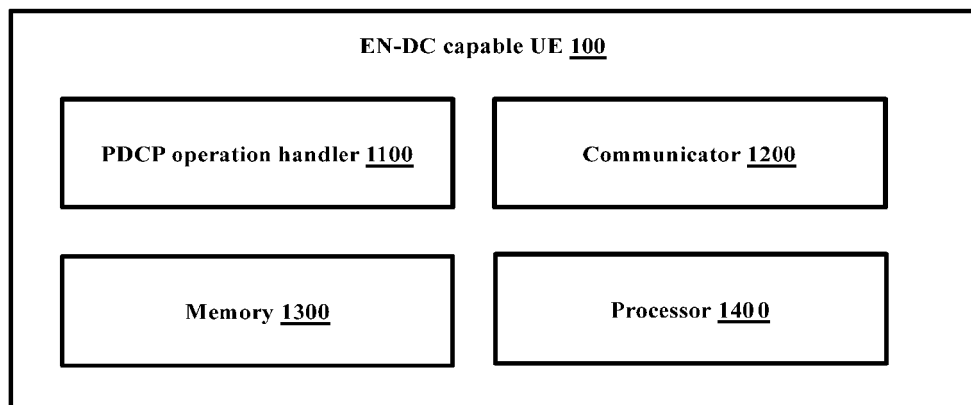 EN-DC capable UE 100
PDCP operation handler 1100
Communicator 1200
Memory 1300
Processor 1400